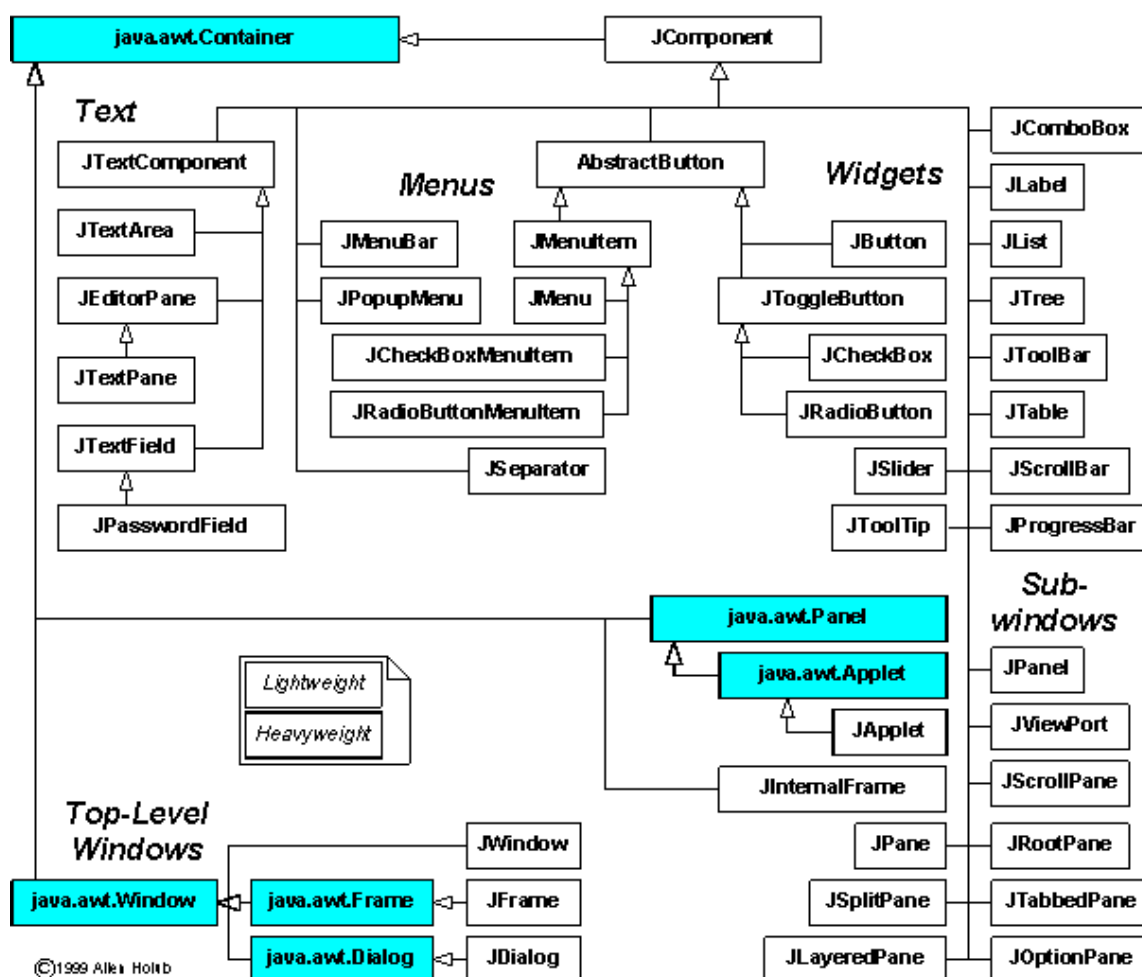 java.awt.Container
JComponent
Text
JComboBox
JTextComponent
AbstractButton
Menus
Widgets
JLabel
JTextArea
JMenuBar
JMenuItem
JButton
JList
JEditorPane
JPopupMenu
JMenu
JToggleButton
JTree
JCheckBoxMenuItem
JCheckBox
JToolBar
JTextPane
JRadioButtonMenuItem
JRadioButton
JTable
JTextField
JSeparator
JSlider
JScrollBar
JPasswordField
JToolTip
JProgressBar
Sub-
windows
java.awt.Panel
JPanel
Lightweight
java.awt.Applet
Heavyweight
JApplet
JViewPort
JInternalFrame
JScrollPane
Top-Level
Windows
JWindow
JPane
JRootPane
java.awt.Window
java.awt.Frame
JFrame
JSplitPane
JTabbedPane
java.awt.Dialog
JDialog
JLayeredPane
JOptionPane
©1999 Allen Holub